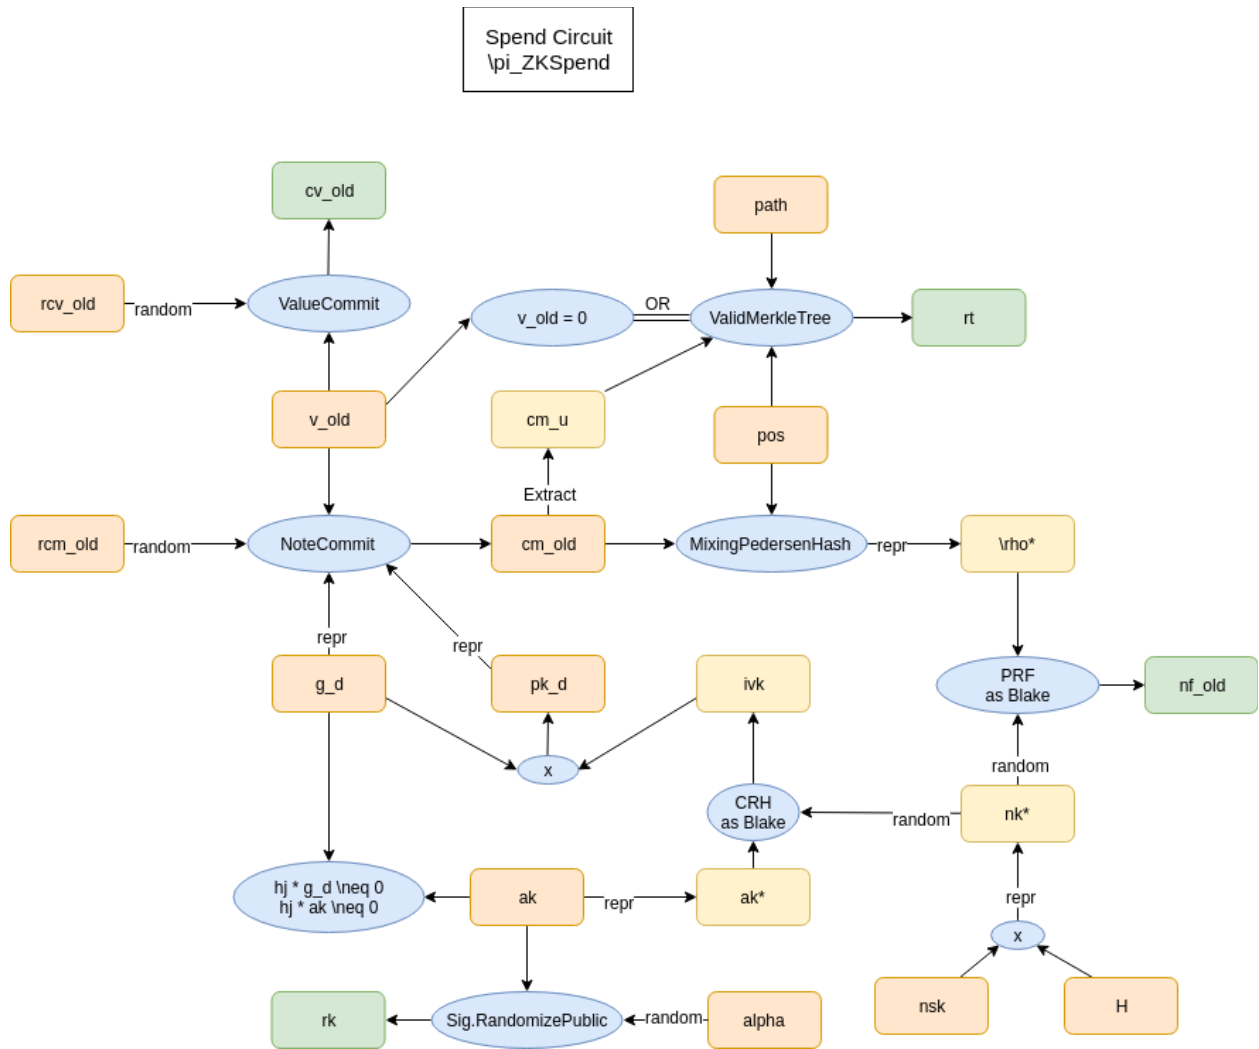 Spend Circuit
\pi_ZKSpend
cv_old
path
rcv_old
random
ValueCommit
v_old = 0
OR
ValidMerkleTree
rt
v_old
cm_u
pos
Extract
rcm_old
random
NoteCommit
cm_old
MixingPedersenHash
repr
\rho*
repr
repr
g_d
pk_d
ivk
PRF
as Blake
nf_old
x
random
CRH
as Blake
random
nk*
hj * g_d \neq 0
hj * ak \neq 0
ak
repr
ak*
repr
x
rk
Sig.RandomizePublic
random
alpha
nsk
H